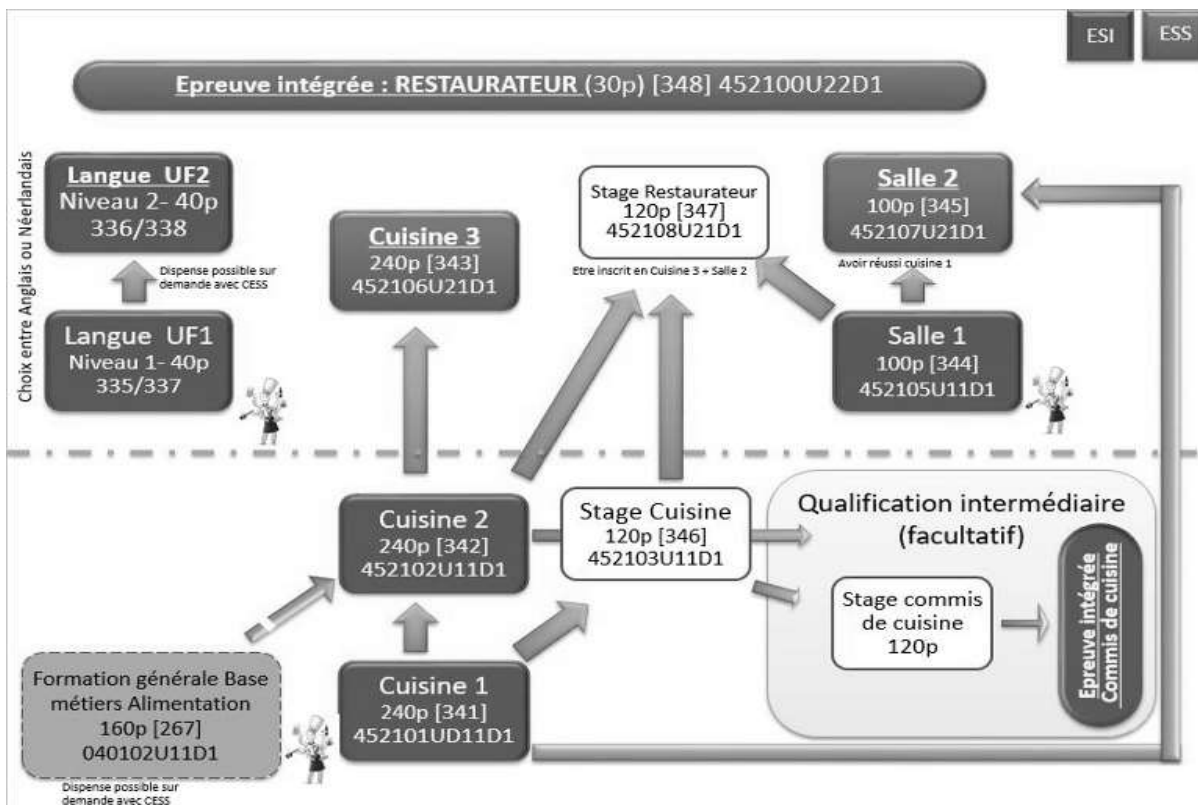 ESI
ESS
Epreuve intégrée : RESTAURATEUR (30p) [348] 452100U22D1
Choix entre Anglais ou Néerlandais
Langue UF2
Niveau 2- 40p
336/338
Dispense possible sur
demande avec CESS
Langue UF1
Niveau 1- 40p
335/337
Cuisine 3
240p [343]
452106U21D1
Stage Restaurateur
120p [347]
452108U21D1
Etre inscrit en Cuisine 3 + Salle 2
Salle 2
100p [345]
452107U21D1
Avoir réussi cuisine 1
Salle 1
100p [344]
452105U11D1
Cuisine 2
240p [342]
452102U11D1
Stage Cuisine
120p [346]
452103U11D1
Qualification intermédiaire
(facultatif)
Stage commis
de cuisine
120p
Epreuve intégrée
Commis de cuisine
Formation générale Base
métiers Alimentation
160p [267]
040102U11D1
Dispense possible sur
demande avec CESS
Cuisine 1
240p [341]
452101UD11D1